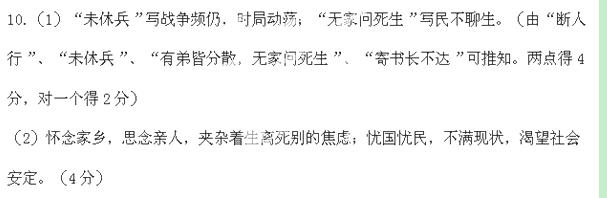 10.（1）“未休兵”写战争频仍，时局动荡；“无家问死生”写民不聊生。（由“断人
行”、“未休兵”、“有弟皆分散，无家问死生”、“寄书长不达”可推知。两点得 4
分，对一个得 2 分）
（2）怀念家乡，思念亲人，夹杂着生离死别的焦虑；忧国忧民，不满现状，渴望社会
安定。（4 分）